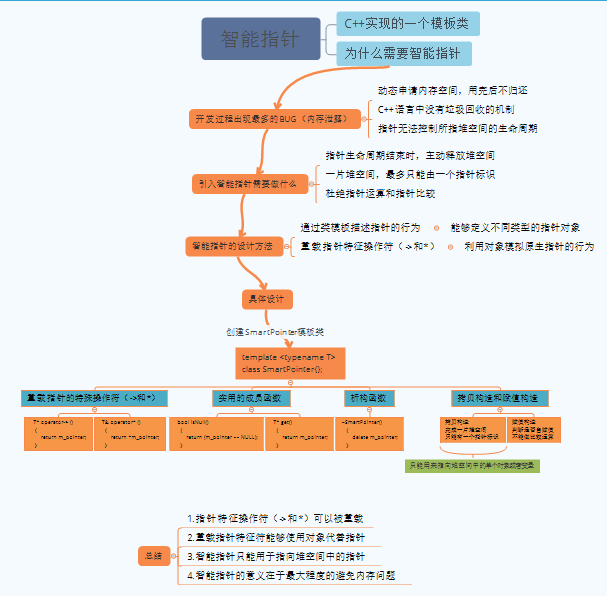 智能指针
C++实现的一个模板类
为什么需要智能指针
开发过程出现最多的BUG（内存泄露）
动态申请内存空间，用完后不归还
C++语言中没有垃圾回收的机制
指针无法控制所指堆空间的生命周期
引入智能指针需要做什么
指针生命周期结束时，主动释放堆空间
一片堆空间，最多只能由一个指针标识
杜绝指针运算和指针比较
智能指针的设计方法
通过类模板描述指针的行为
能够定义不同类型的指针对象
重载指针特征操作符（->和*）
利用对象模拟原生指针的行为
具体设计
创建SmartPointer模板类
template <typename T>
class SmartPointer{};
重载指针的特殊操作符（->和*）
实用的成员函数
析构函数
拷贝构造和赋值构造
T* operator-> ()
{
return m_pointer;
}
T& operator* ()
{
return *m_pointer;
}
bool isNull()
{
return (m_pointer == NULL);
}
T* get()
{
return m_pointer;
}
~SmartPointer()
{
delete m_pointer;
}
拷贝构造
完成一片堆空间
只能有一个指针标识
赋值构造
判断是否自赋值
不能做比较运算
只能用来指向堆空间中的单个对象或者变量
总结
1.指针特征操作符（->和*）可以被重载
2.重载指针特征符能够使用对象代替指针
3.智能指针只能用于指向堆空间中的指针
4.智能指针的意义在于最大程度的避免内存问题